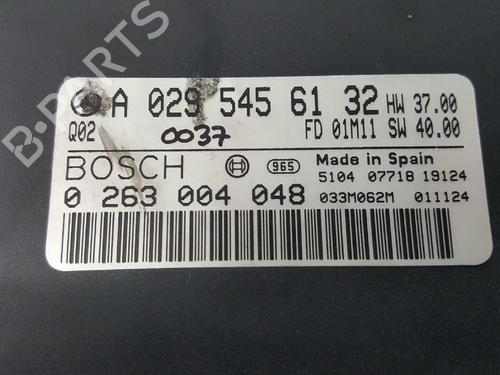 A 029 545 61 32 HW 37.00
Q02 0037 FD 01M11 SW 40.00
BOSCH 965 Made in Spain
5104 07718 19124
0 263 004 048 033M062M 011124
B-PARTS